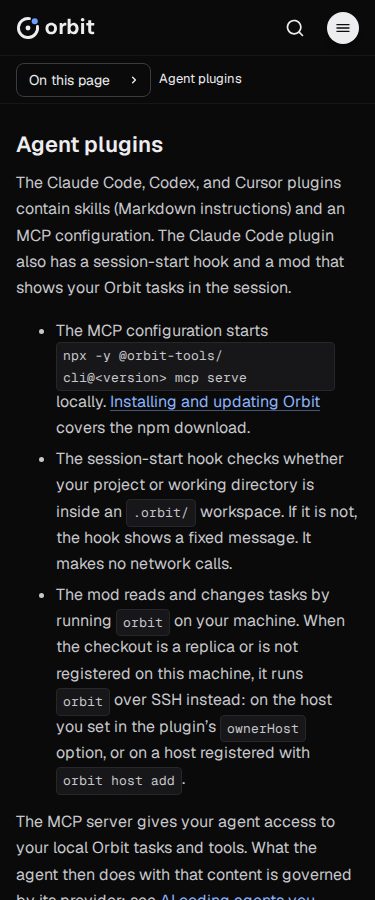 orbit
On this page
Agent plugins
Agent plugins
The Claude Code, Codex, and Cursor plugins
contain skills (Markdown instructions) and an
MCP configuration. The Claude Code plugin
also has a session-start hook and a mod that
shows your Orbit tasks in the session.
The MCP configuration starts
npx -y @orbit-tools/
cli@<version> mcp serve
locally. Installing and updating Orbit
covers the npm download.
The session-start hook checks whether
your project or working directory is
inside an .orbit/ workspace. If it is not,
the hook shows a fixed message. It
makes no network calls.
The mod reads and changes tasks by
running orbit on your machine. When
the checkout is a replica or is not
registered on this machine, it runs
orbit over SSH instead: on the host
you set in the plugin’s ownerHost
option, or on a host registered with
orbit host add.
The MCP server gives your agent access to
your local Orbit tasks and tools. What the
agent then does with that content is governed
by its provider: see AI coding agents you